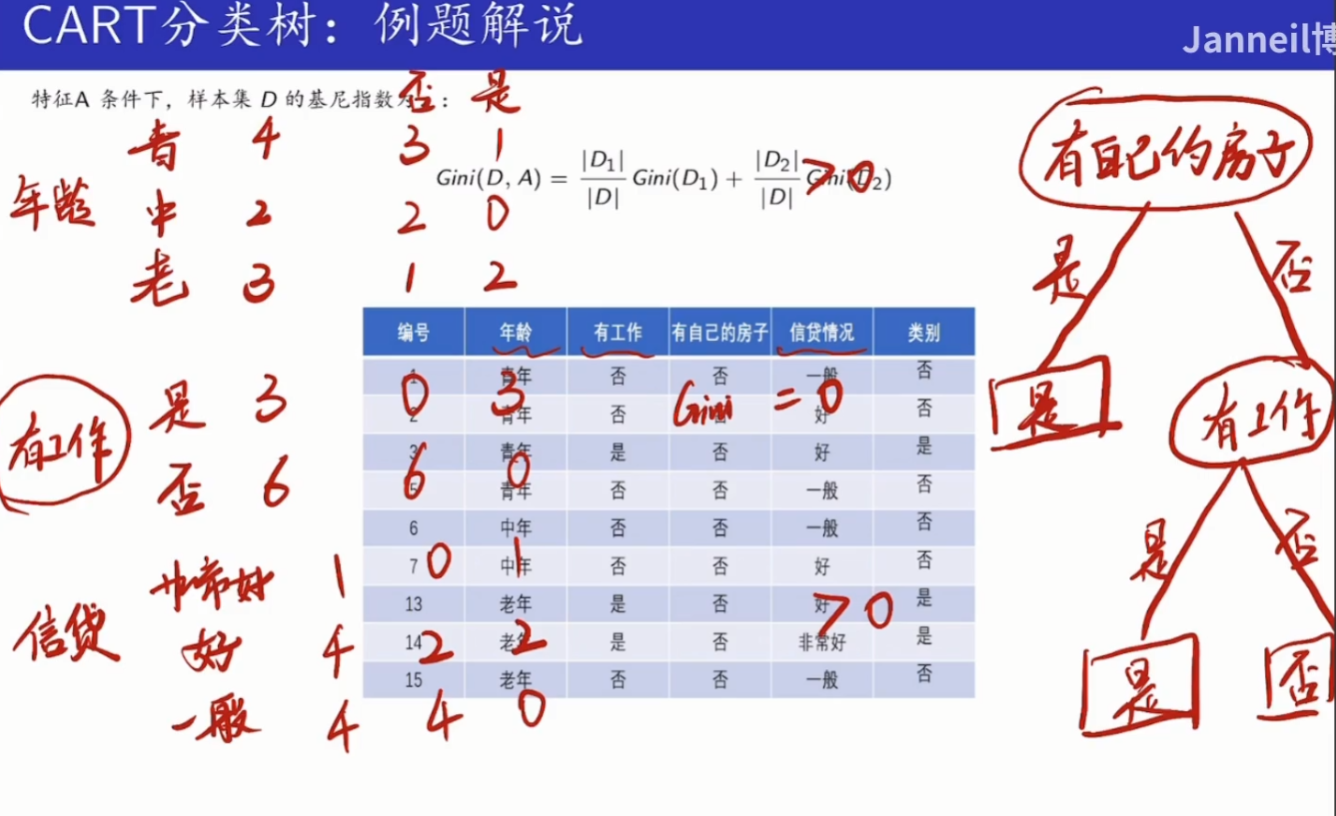 CART分类树：例题解说
Janneil博
特征A 条件下，样本集 D 的基尼指数为：
否 是
年龄
青 4 3 1
中 2 2 0
老 3 1 2
Gini(D, A) = |D₁|/|D| Gini(D₁) + |D₂|/|D| Gini(D₂)
> 0
有自己的房子
是 否
是
有工作
是 否
是 否
编号 年龄 有工作 有自己的房子 信贷情况 类别
1 青年 否 否 一般 否
2 青年 否 否 好 否
3 青年 是 否 好 是
5 青年 否 否 一般 否
6 中年 否 否 一般 否
7 中年 否 否 好 否
13 老年 是 否 好 是
14 老年 是 否 非常好 是
15 老年 否 否 一般 否
有工作
是 3 0 3
否 6 6 0
Gini = 0
信贷
非常好 1 0 1
好 4 2 2
一般 4 4 0
> 0